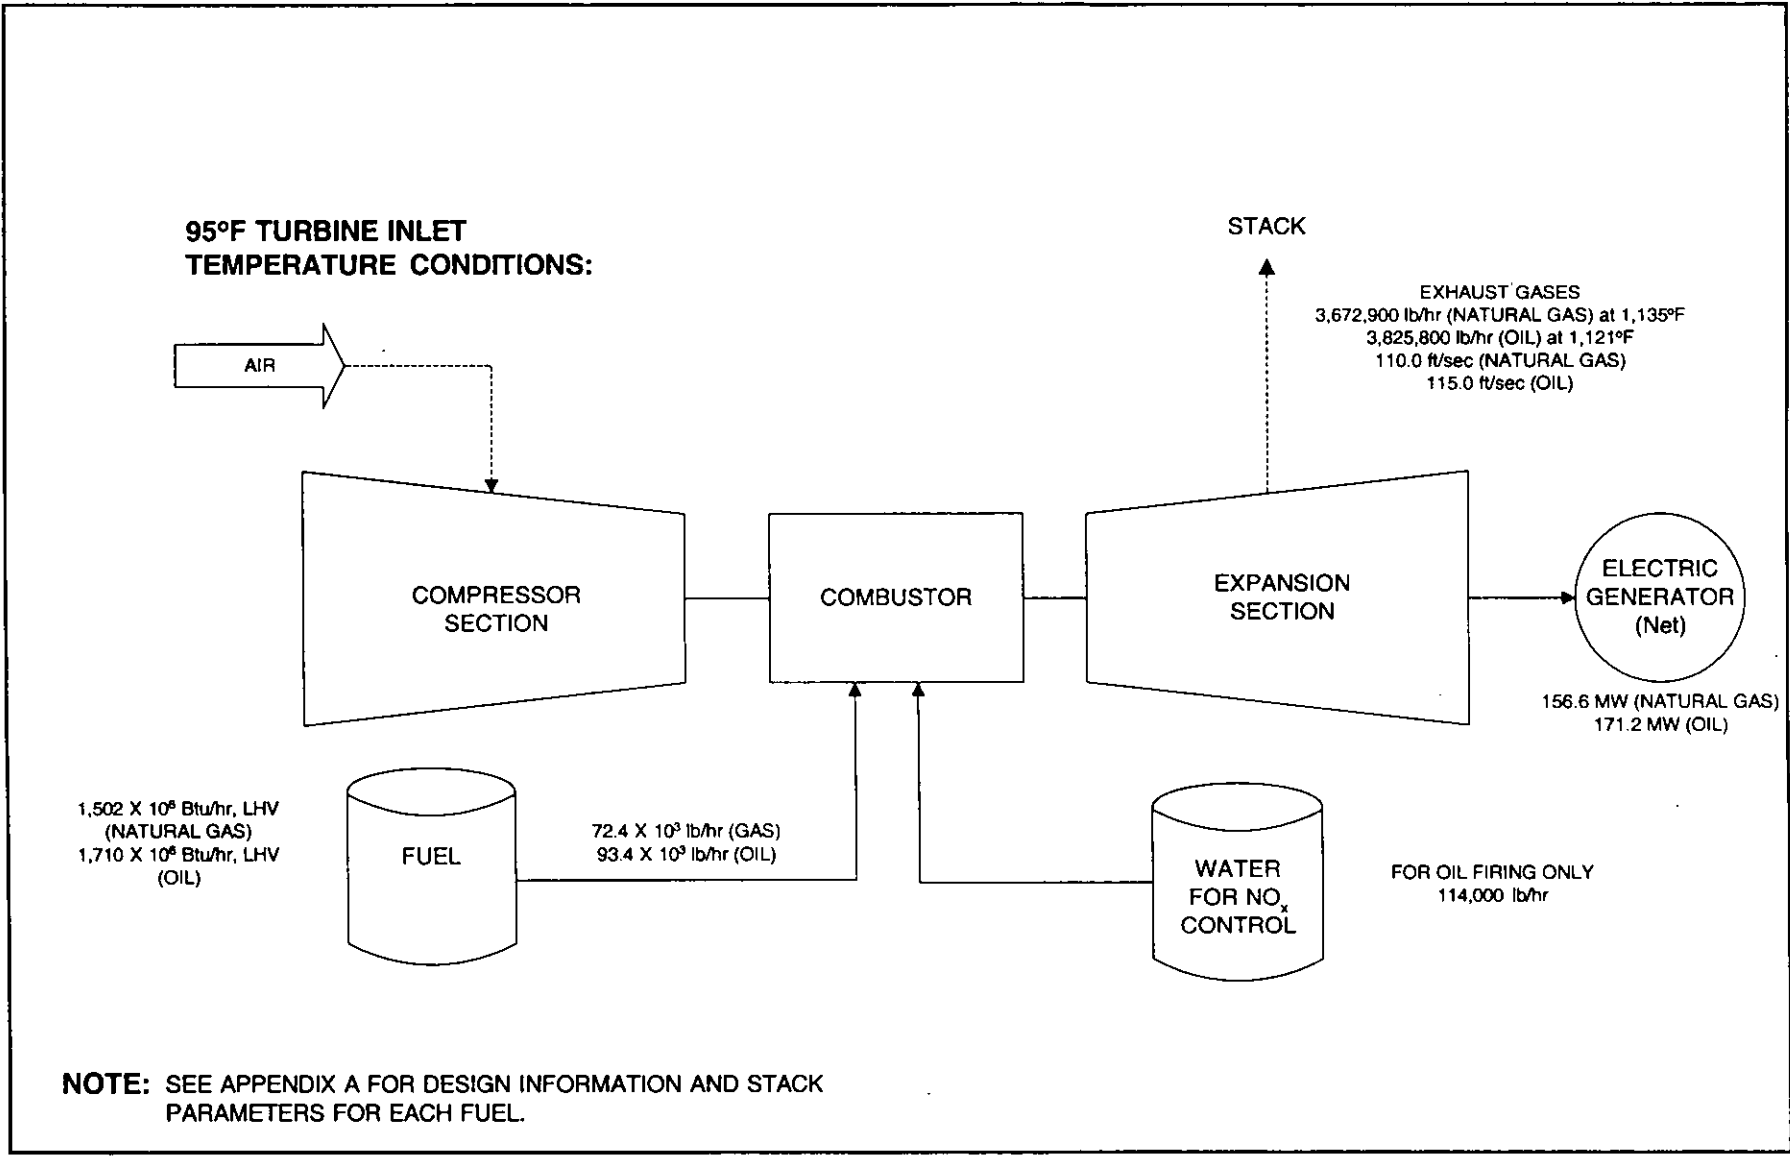 95ºF TURBINE INLET
TEMPERATURE CONDITIONS:
STACK
EXHAUST GASES
3,672,900 lb/hr (NATURAL GAS) at 1,135ºF
3,825,800 lb/hr (OIL) at 1,121ºF
110.0 ft/sec (NATURAL GAS)
115.0 ft/sec (OIL)
AIR
COMPRESSOR
SECTION
COMBUSTOR
EXPANSION
SECTION
ELECTRIC
GENERATOR
(Net)
156.6 MW (NATURAL GAS)
171.2 MW (OIL)
1,502 X 10⁶ Btu/hr, LHV
(NATURAL GAS)
1,710 X 10⁶ Btu/hr, LHV
(OIL)
FUEL
72.4 X 10³ lb/hr (GAS)
93.4 X 10³ lb/hr (OIL)
WATER
FOR NOₓ
CONTROL
FOR OIL FIRING ONLY
114,000 lb/hr
NOTE: SEE APPENDIX A FOR DESIGN INFORMATION AND STACK
PARAMETERS FOR EACH FUEL.